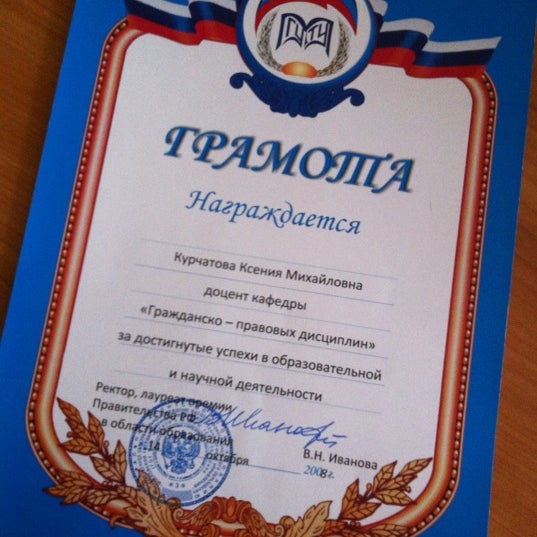 ГРАМОТА
Награждается
Курчатова Ксения Михайловна
доцент кафедры
«Гражданско – правовых дисциплин»
за достигнутые успехи в образовательной
и научной деятельности
Ректор, лауреат премии
Правительства РФ
в области образования
В.Н. Иванова
14 октября 2008г.